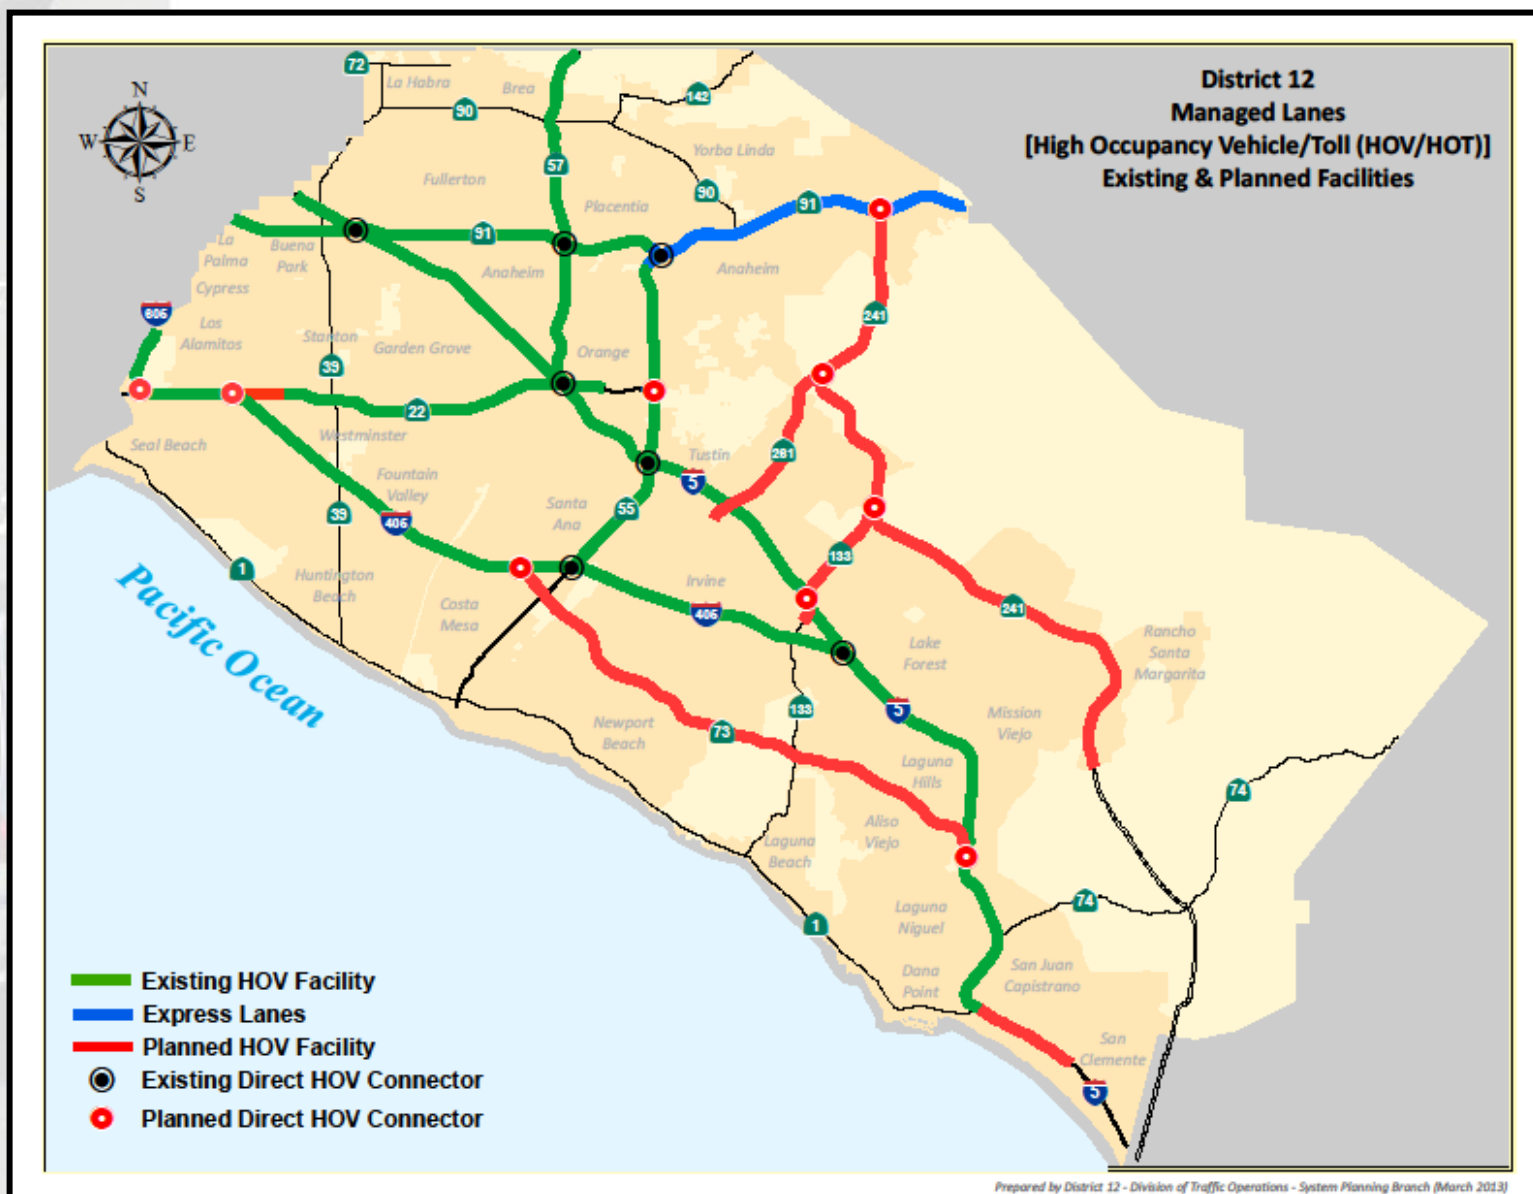 District 12
Managed Lanes
[High Occupancy Vehicle/Toll (HOV/HOT)]
Existing & Planned Facilities
N
W E
S
72
La Habra
Brea
142
90
57
Yorba Linda
Fullerton
90
Placentia
91
91
La
Palma
Buena
Park
Anaheim
Anaheim
Cypress
605
Los
Alamitos
241
Stanton
Garden Grove
Orange
39
22
Seal Beach
Westminster
261
Tustin
Fountain
Valley
5
Santa
Ana
55
39
405
133
1
Huntington
Beach
Irvine
Costa
Mesa
405
241
Pacific Ocean
Lake
Forest
Rancho
Santa
Margarita
133
5
Mission
Viejo
Newport
Beach
73
Laguna
Hills
74
Aliso
Viejo
Laguna
Beach
74
1
Laguna
Niguel
Dana
Point
San Juan
Capistrano
San
Clemente
5
Existing HOV Facility
Express Lanes
Planned HOV Facility
Existing Direct HOV Connector
Planned Direct HOV Connector
Prepared by District 12 - Division of Traffic Operations - System Planning Branch (March 2013)